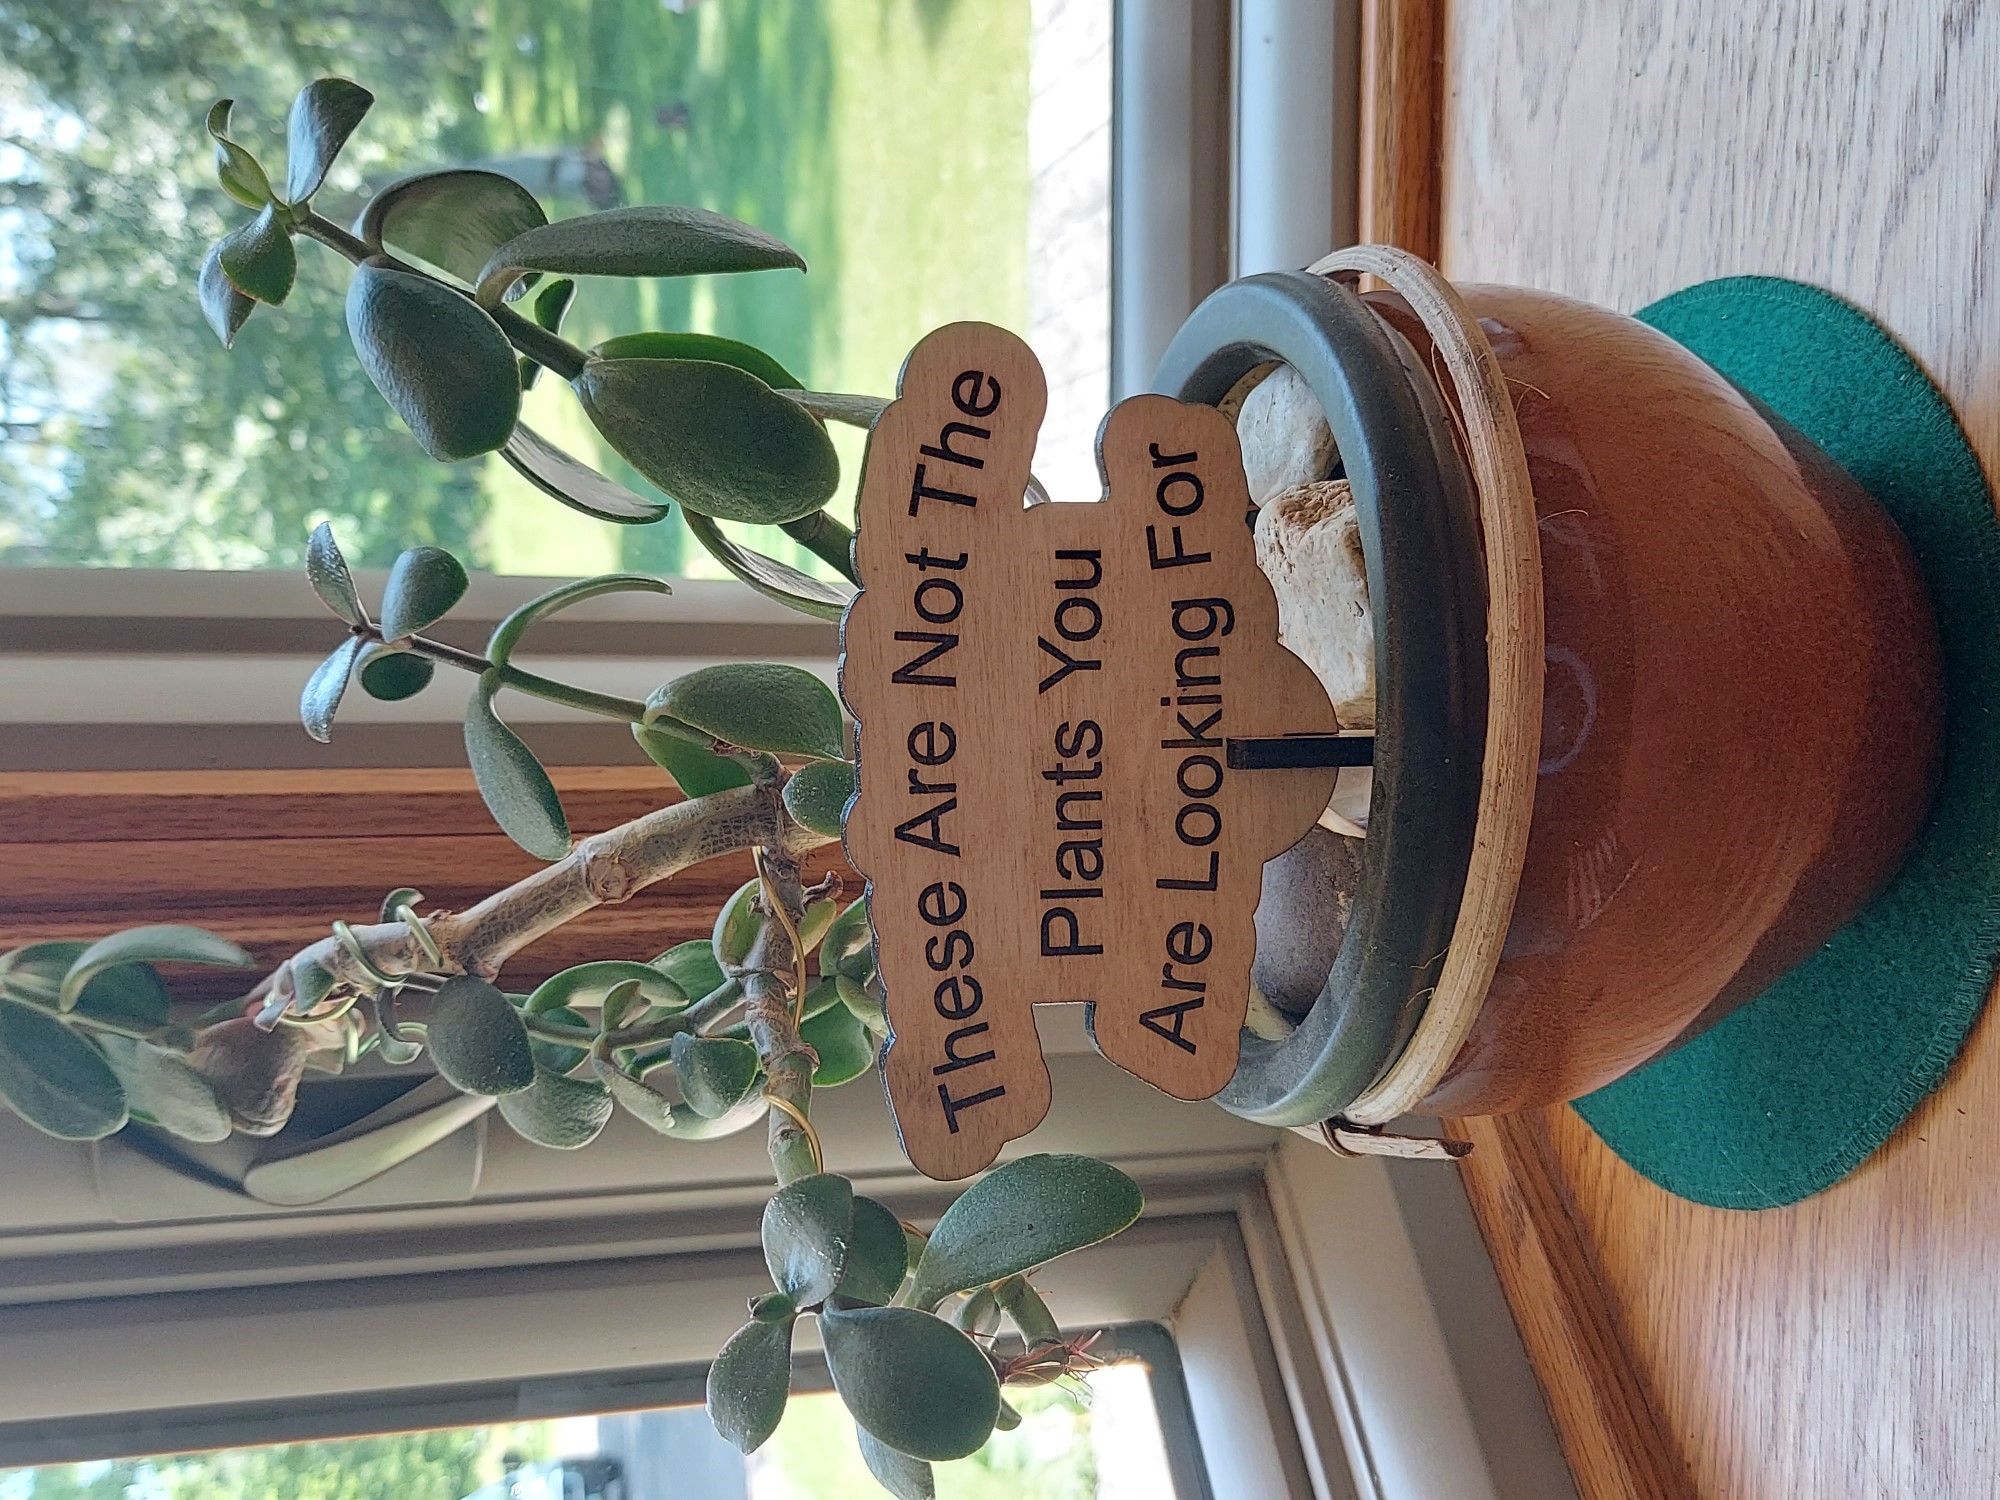 These Are Not The
Plants You
Are Looking For